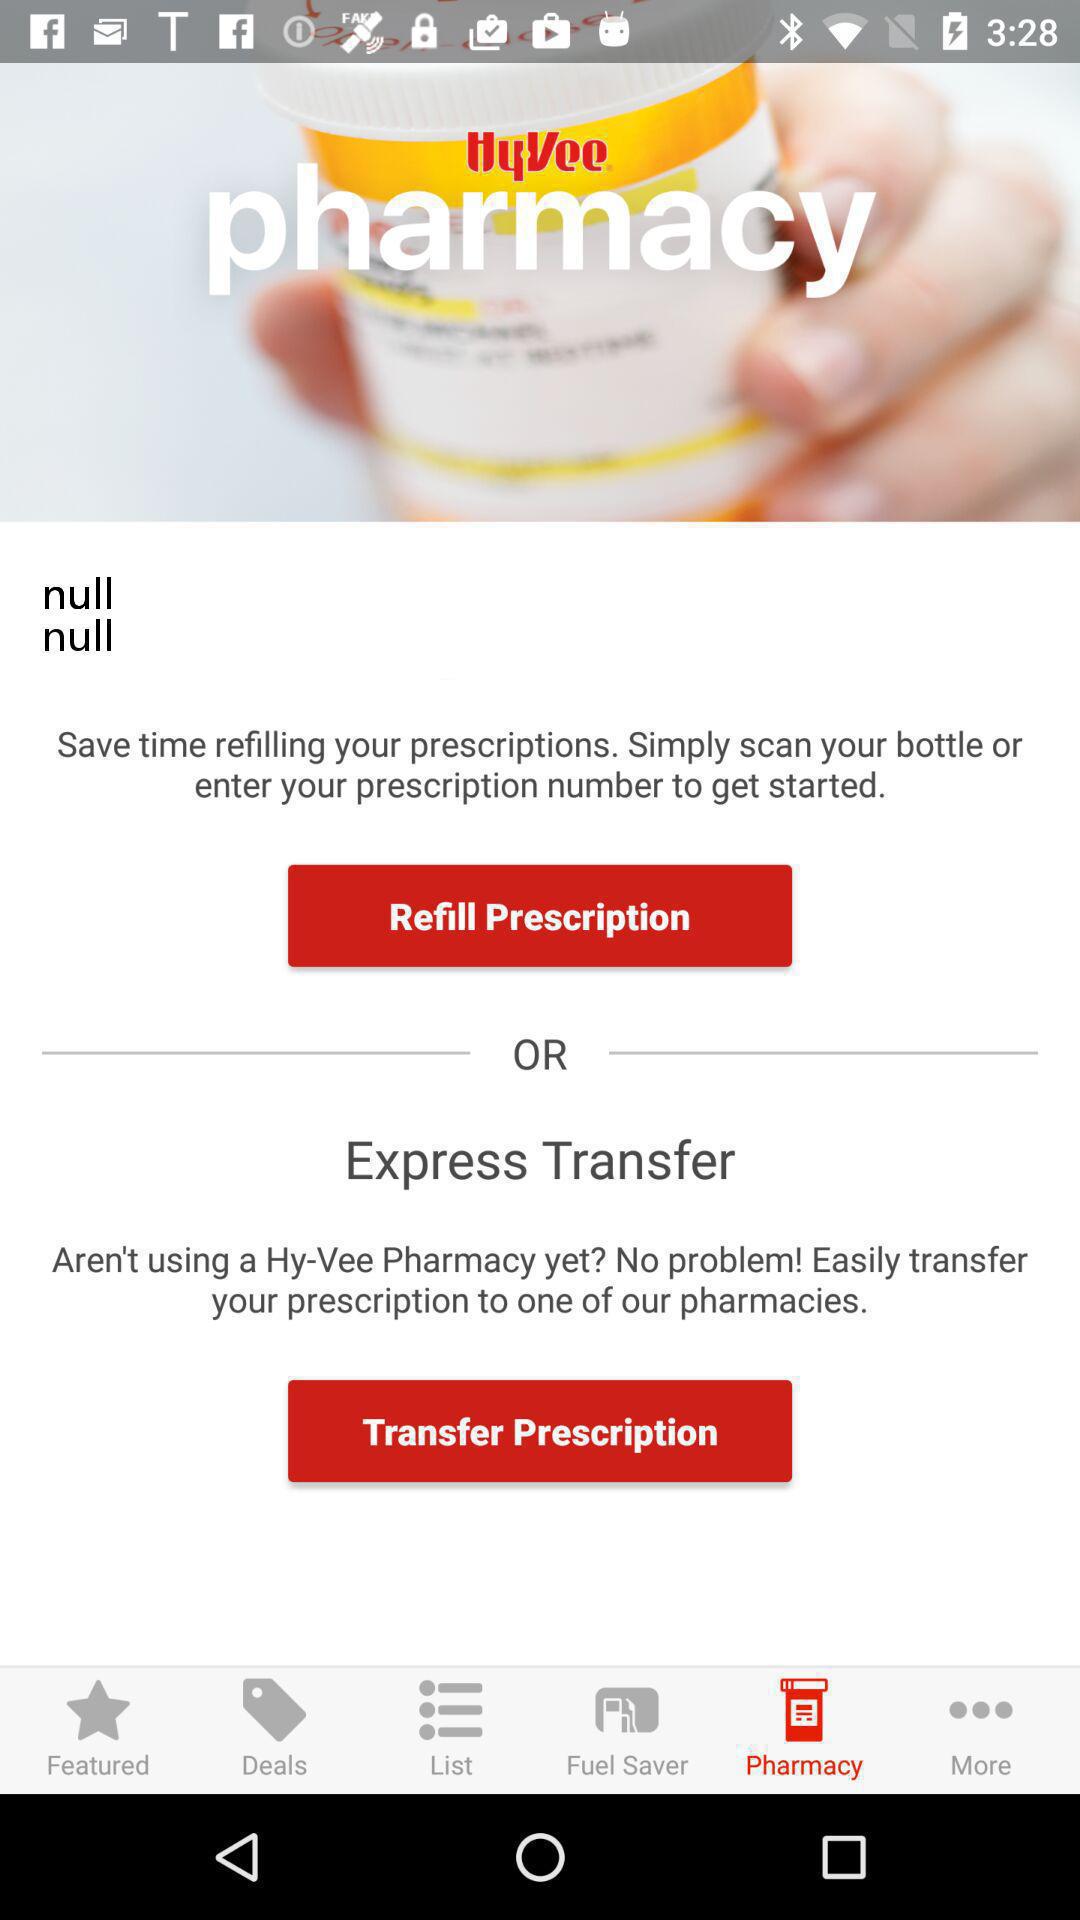 FAKE
3:28
HyVee
pharmacy
null
null
Save time refilling your prescriptions. Simply scan your bottle or
enter your prescription number to get started.
Refill Prescription
OR
Express Transfer
Aren't using a Hy-Vee Pharmacy yet? No problem! Easily transfer
your prescription to one of our pharmacies.
Transfer Prescription
Featured Deals List Fuel Saver Pharmacy More